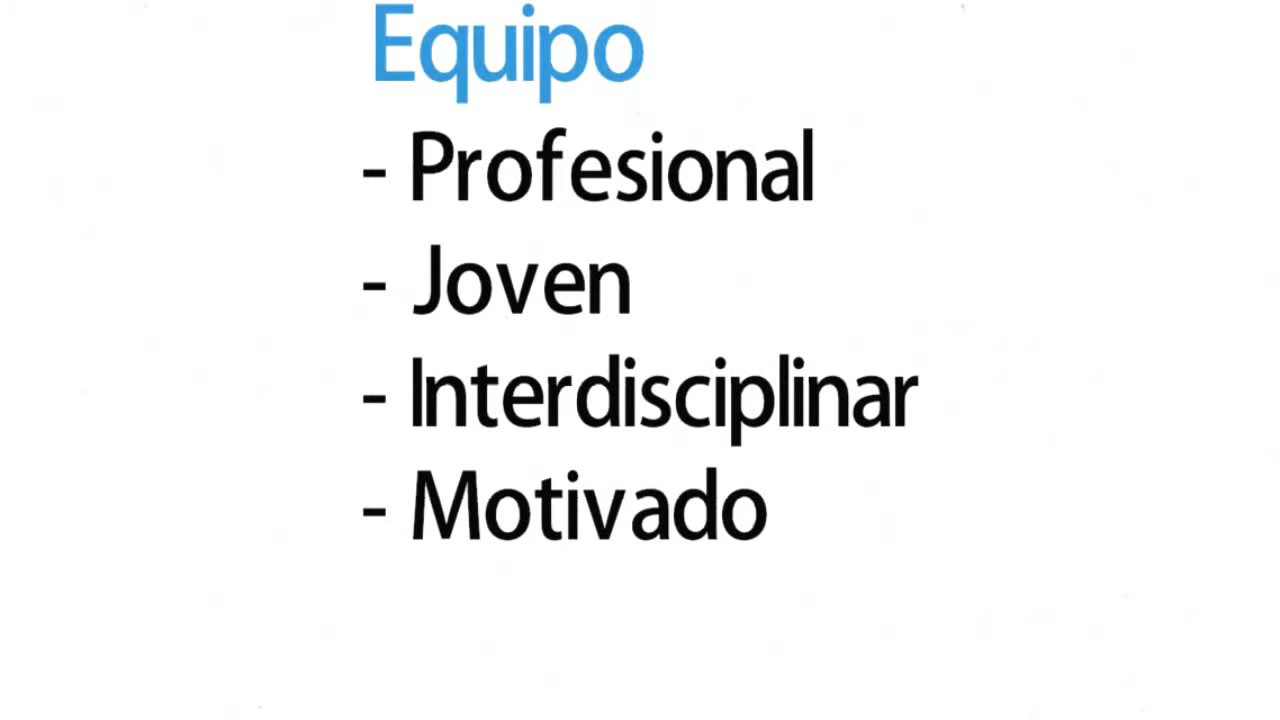 Equipo
- Profesional
- Joven
- Interdisciplinar
- Motivado